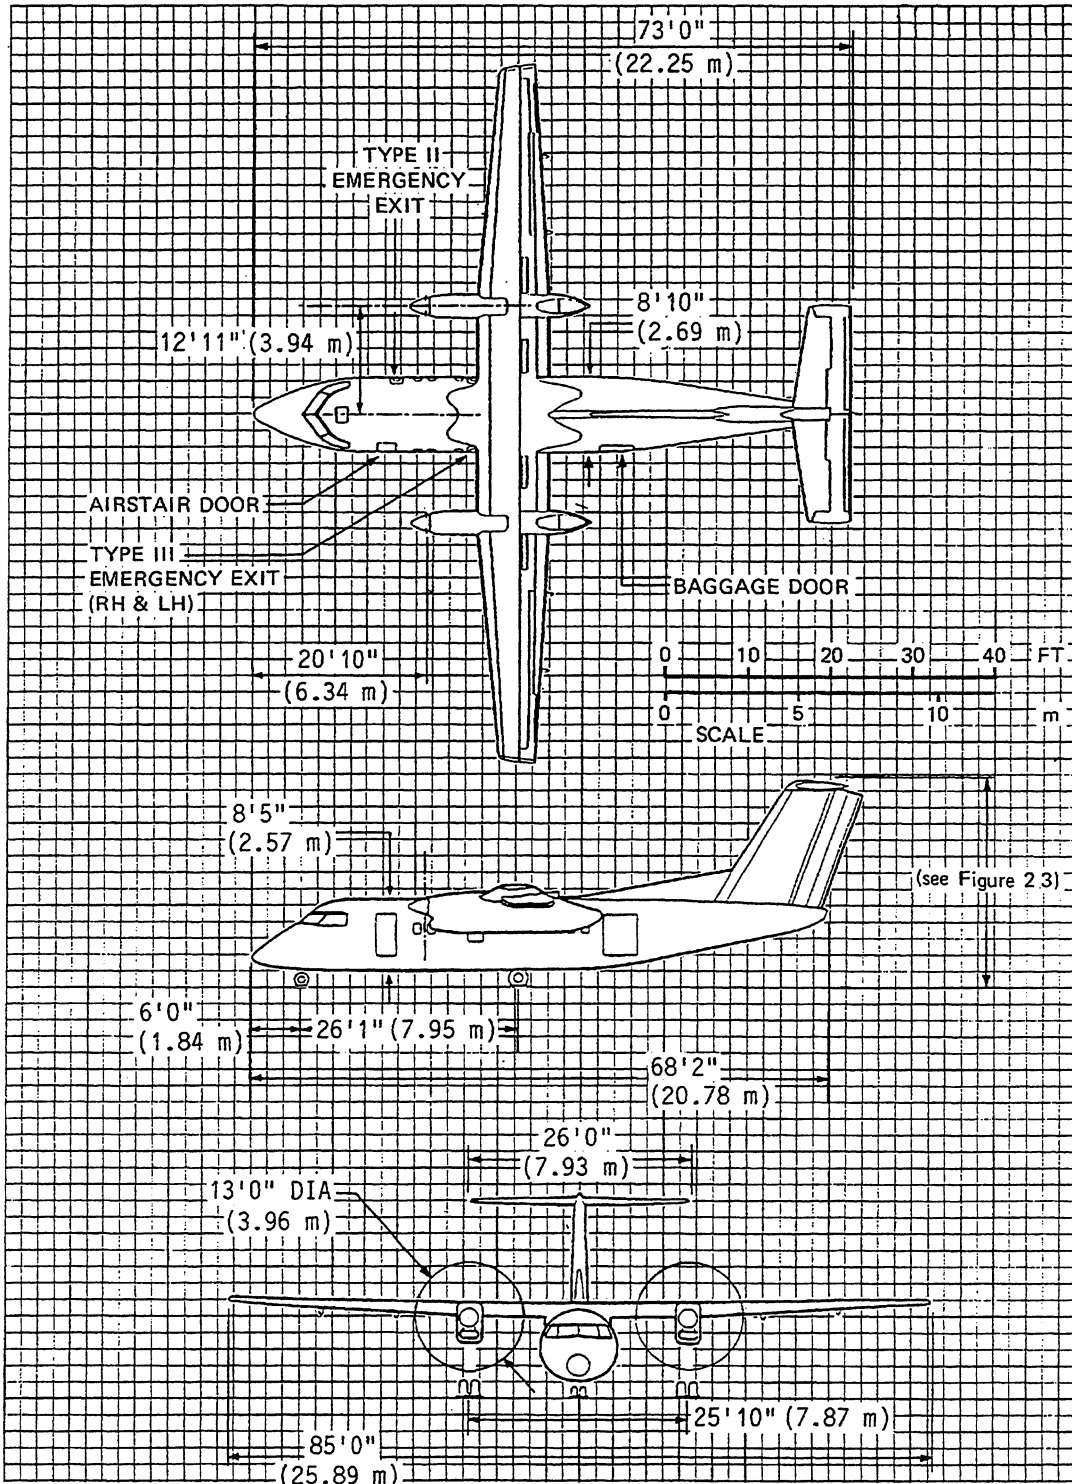 73'0"
(22.25 m)
TYPE II
EMERGENCY
EXIT
8'10"
(2.69 m)
12'11" (3.94 m)
AIRSTAIR DOOR
TYPE III
EMERGENCY EXIT
(RH & LH)
BAGGAGE DOOR
20'10"
(6.34 m)
0 10 20 30 40 FT
0 5 10 m
SCALE
8'5"
(2.57 m)
(see Figure 2 3)
6'0"
(1.84 m)
26'1" (7.95 m)
68'2"
(20.78 m)
26'0"
(7.93 m)
13'0" DIA
(3.96 m)
25'10" (7.87 m)
85'0"
(25.89 m)